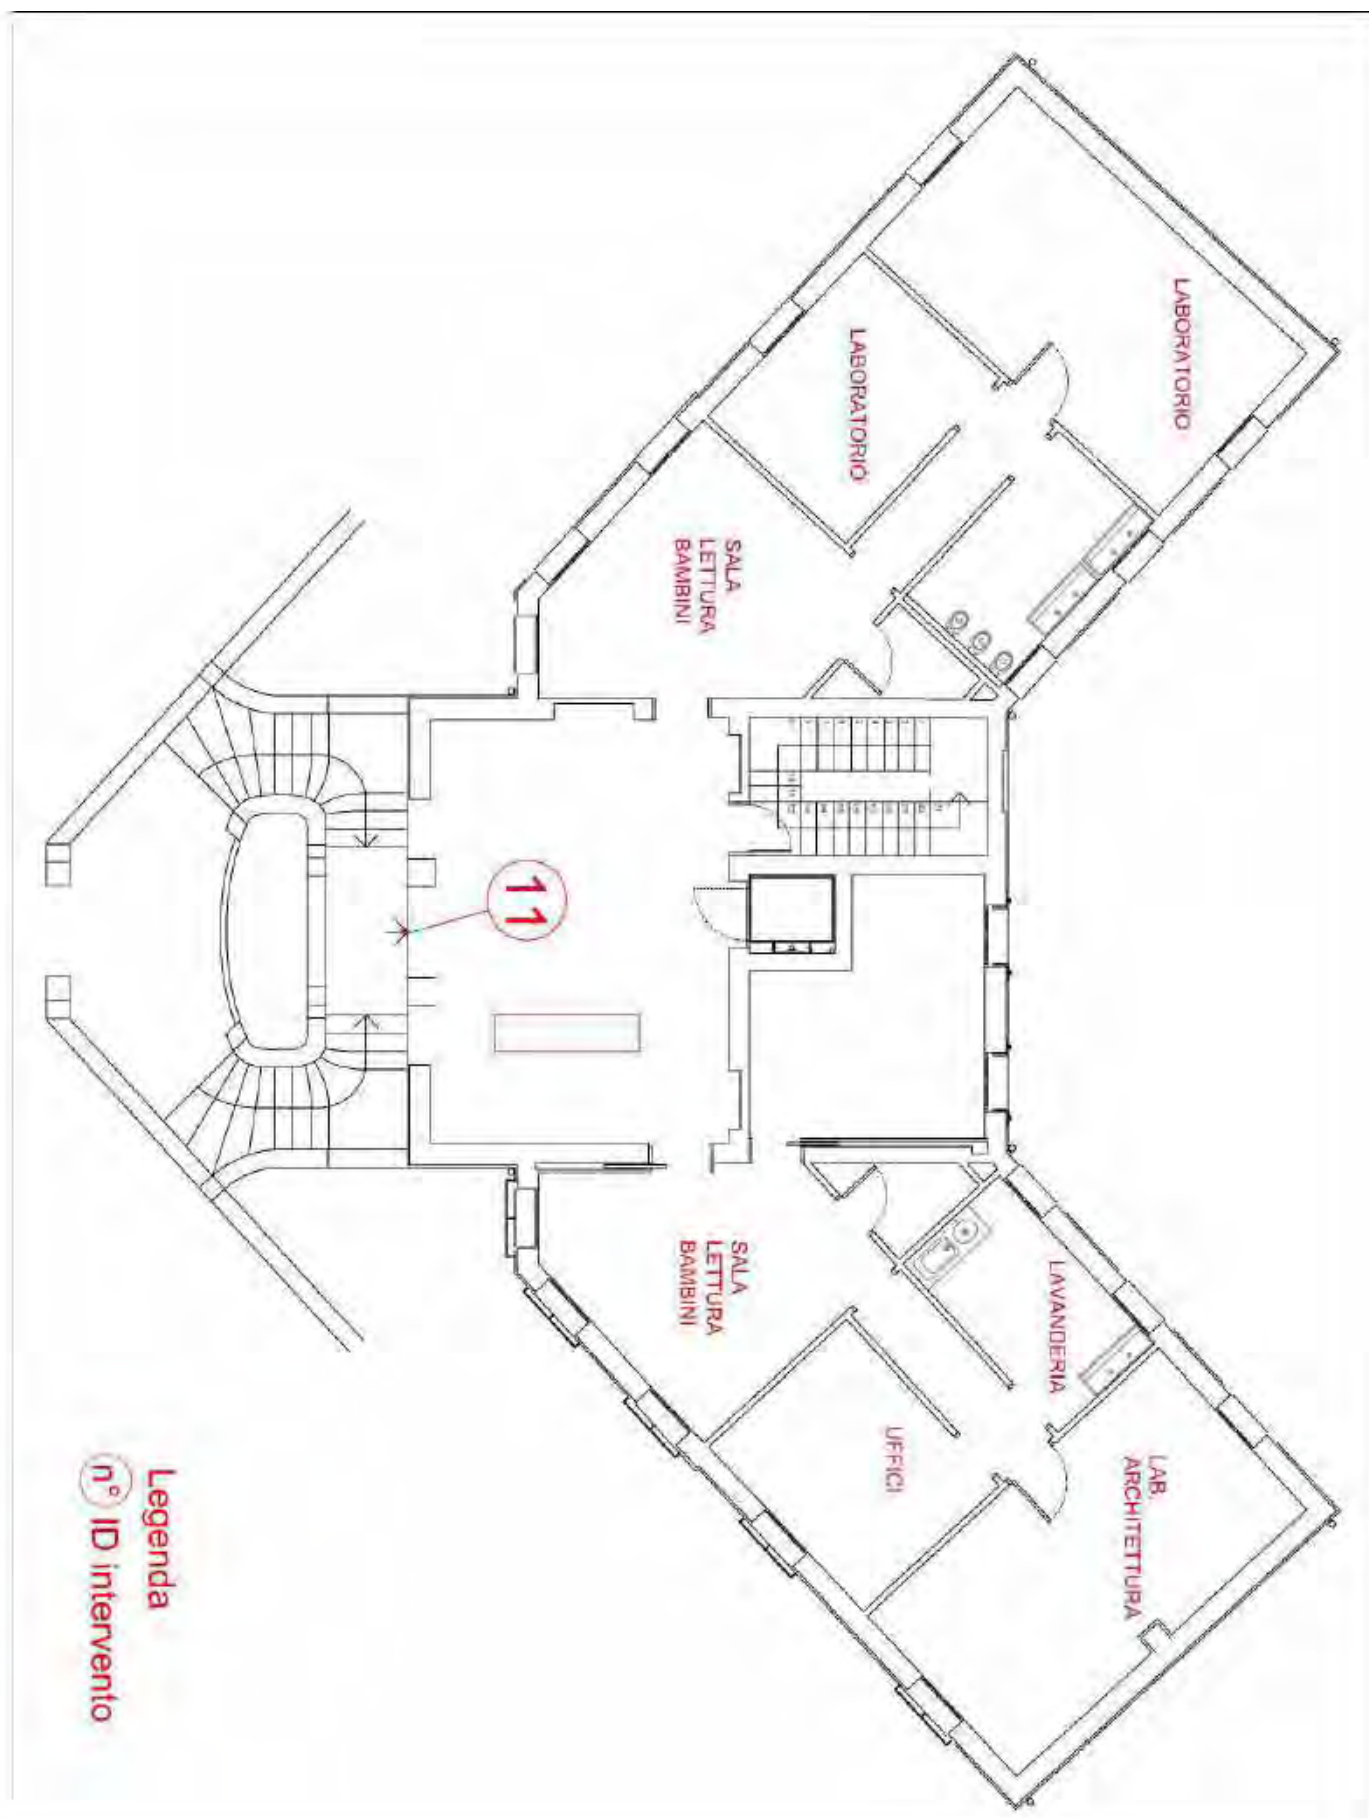 LABORATORIO
LABORATORIO
SALA
LETTURA
BAMBINI
11
SALA
LETTURA
BAMBINI
LAVANDERIA
UFFICI
LAB.
ARCHITETTURA
Legenda
n° ID intervento